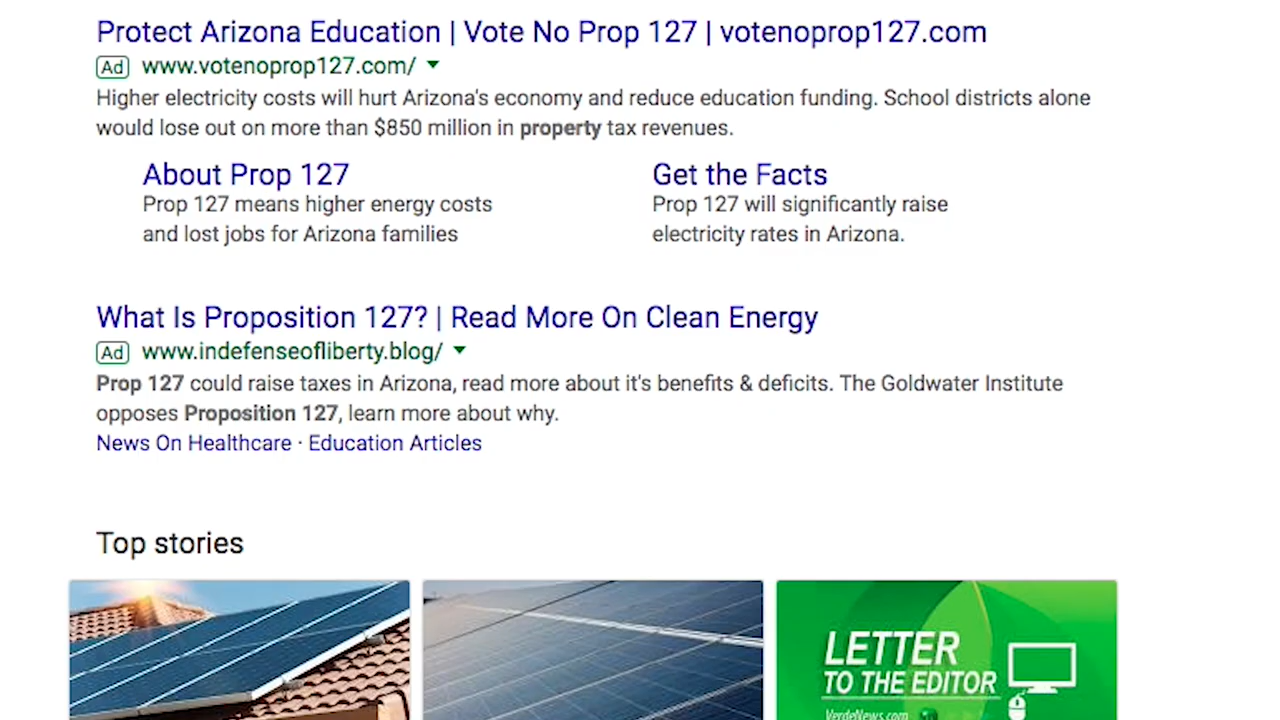 Protect Arizona Education | Vote No Prop 127 | votenoprop127.com
Ad www.votenoprop127.com/
Higher electricity costs will hurt Arizona's economy and reduce education funding. School districts alone
would lose out on more than $850 million in property tax revenues.
About Prop 127
Prop 127 means higher energy costs
and lost jobs for Arizona families
Get the Facts
Prop 127 will significantly raise
electricity rates in Arizona.
What Is Proposition 127? | Read More On Clean Energy
Ad www.indefenseofliberty.blog/
Prop 127 could raise taxes in Arizona, read more about it's benefits & deficits. The Goldwater Institute
opposes Proposition 127, learn more about why.
News On Healthcare · Education Articles
Top stories
LETTER
TO THE EDITOR
VerdeNews.com